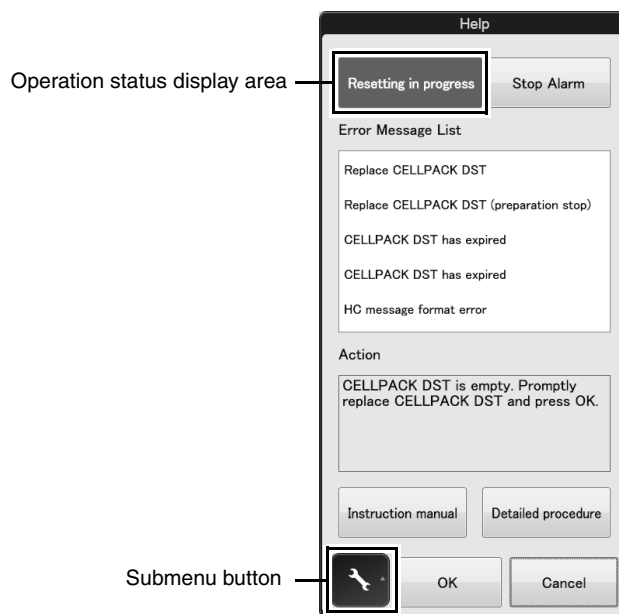 Help
Operation status display area
Resetting in progress
Stop Alarm
Error Message List
Replace CELLPACK DST
Replace CELLPACK DST (preparation stop)
CELLPACK DST has expired
CELLPACK DST has expired
HC message format error
Action
CELLPACK DST is empty. Promptly
replace CELLPACK DST and press OK.
Instruction manual
Detailed procedure
Submenu button
OK
Cancel